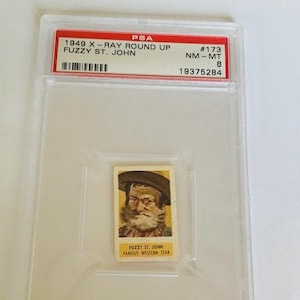 PSA
1949 X-RAY ROUND UP #173
FUZZY ST. JOHN NM-MT
8
19375284
FUZZY ST. JOHN
FAMOUS WESTERN STAR